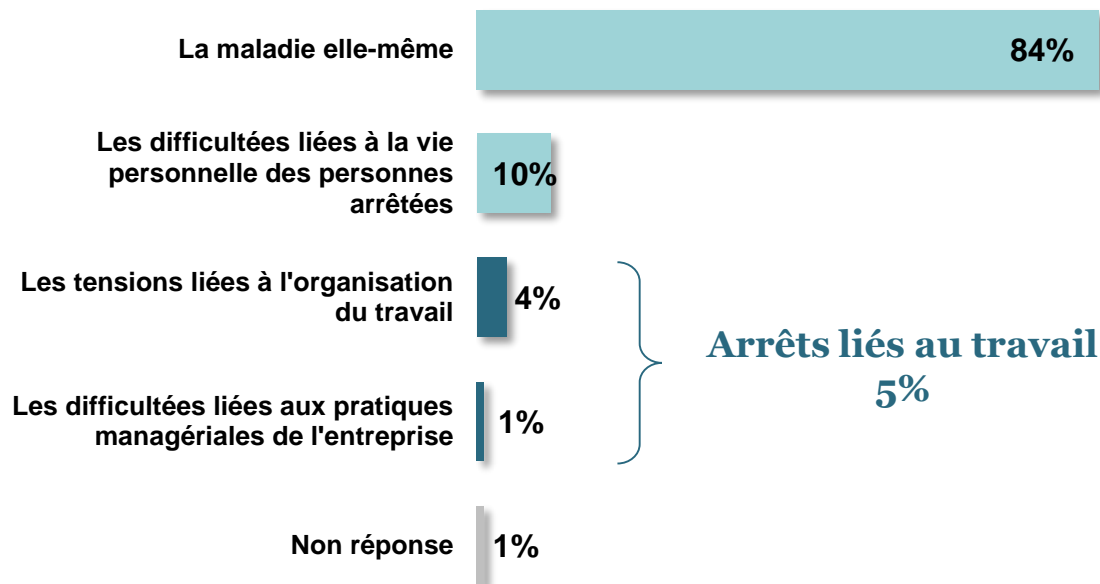 La maladie elle-même
84%
Les difficultées liées à la vie
personnelle des personnes
arrêtées
10%
Les tensions liées à l'organisation
du travail
4%
Arrêts liés au travail
5%
Les difficultées liées aux pratiques
managériales de l'entreprise
1%
Non réponse
1%